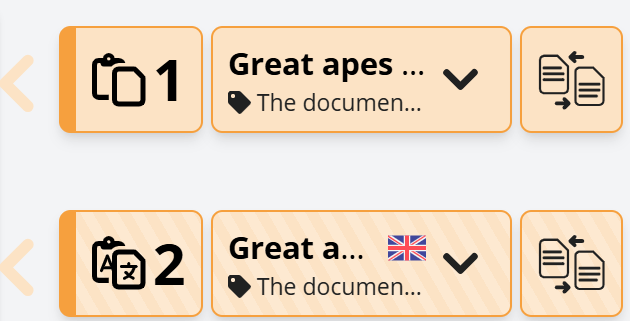 1
Great apes ...
The documen...
2
Great a...
The documen...